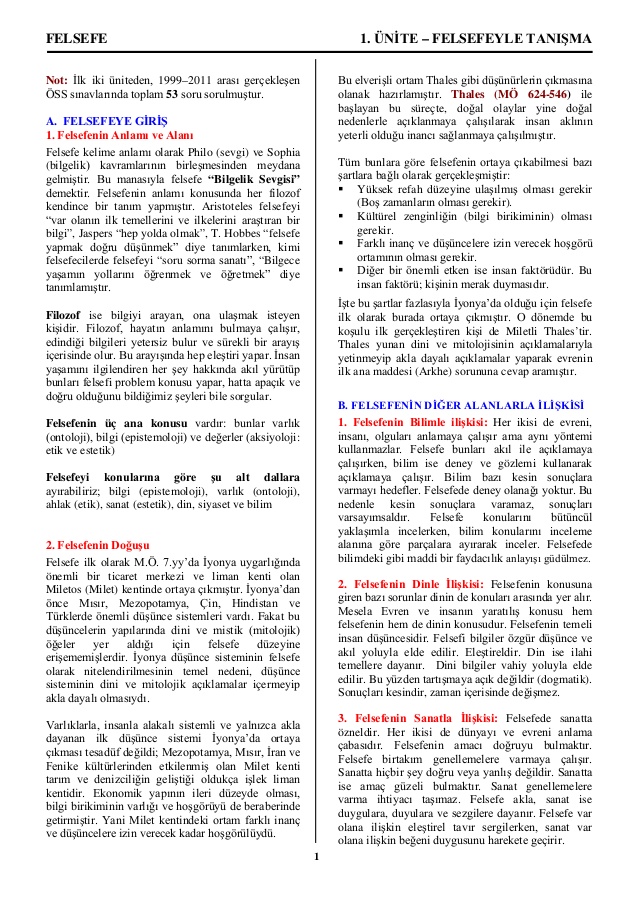 FELSEFE 1. ÜNİTE – FELSEFEYLE TANIŞMA
Not: İlk iki üniteden, 1999–2011 arası gerçekleşen
ÖSS sınavlarında toplam 53 soru sorulmuştur.
A. FELSEFEYE GİRİŞ
1. Felsefenin Anlamı ve Alanı
Felsefe kelime anlamı olarak Philo (sevgi) ve Sophia
(bilgelik) kavramlarının birleşmesinden meydana
gelmiştir. Bu manasıyla felsefe “Bilgelik Sevgisi”
demektir. Felsefenin anlamı konusunda her filozof
kendince bir tanım yapmıştır. Aristoteles felsefeyi
“var olanın ilk temellerini ve ilkelerini araştıran bir
bilgi”, Jaspers “hep yolda olmak”, T. Hobbes “felsefe
yapmak doğru düşünmek” diye tanımlarken, kimi
felsefecilerde felsefeyi “soru sorma sanatı”, “Bilgece
yaşamın yollarını öğrenmek ve öğretmek” diye
tanımlamıştır.
Filozof ise bilgiyi arayan, ona ulaşmak isteyen
kişidir. Filozof, hayatın anlamını bulmaya çalışır,
edindiği bilgileri yetersiz bulur ve sürekli bir arayış
içerisinde olur. Bu arayışında hep eleştiri yapar. İnsan
yaşamını ilgilendiren her şey hakkında akıl yürütüp
bunları felsefi problem konusu yapar, hatta apaçık ve
doğru olduğunu bildiğimiz şeyleri bile sorgular.
Felsefenin üç ana konusu vardır: bunlar varlık
(ontoloji), bilgi (epistemoloji) ve değerler (aksiyoloji:
etik ve estetik)
Felsefeyi konularına göre şu alt dallara
ayırabiliriz; bilgi (epistemoloji), varlık (ontoloji),
ahlak (etik), sanat (estetik), din, siyaset ve bilim
2. Felsefenin Doğuşu
Felsefe ilk olarak M.Ö. 7.yy’da İyonya uygarlığında
önemli bir ticaret merkezi ve liman kenti olan
Miletos (Milet) kentinde ortaya çıkmıştır. İyonya’dan
önce Mısır, Mezopotamya, Çin, Hindistan ve
Türklerde önemli düşünce sistemleri vardı. Fakat bu
düşüncelerin yapılarında dini ve mistik (mitolojik)
öğeler yer aldığı için felsefe düzeyine
erişememişlerdir. İyonya düşünce sisteminin felsefe
olarak nitelendirilmesinin temel nedeni, düşünce
sisteminin dini ve mitolojik açıklamalar içermeyip
akla dayalı olmasıydı.
Varlıklarla, insanla alakalı sistemli ve yalnızca akla
dayanan ilk düşünce sistemi İyonya’da ortaya
çıkması tesadüf değildi; Mezopotamya, Mısır, İran ve
Fenike kültürlerinden etkilenmiş olan Milet kenti
tarım ve denizciliğin geliştiği oldukça işlek liman
kentidir. Ekonomik yapının ileri düzeyde olması,
bilgi birikiminin varlığı ve hoşgörüyü de beraberinde
getirmiştir. Yani Milet kentindeki ortam farklı inanç
ve düşüncelere izin verecek kadar hoşgörülüydü.
Bu elverişli ortam Thales gibi düşünürlerin çıkmasına
olanak hazırlamıştır. Thales (MÖ 624-546) ile
başlayan bu süreçte, doğal olaylar yine doğal
nedenlerle açıklanmaya çalışılarak insan aklının
yeterli olduğu inancı sağlanmaya çalışılmıştır.
Tüm bunlara göre felsefenin ortaya çıkabilmesi bazı
şartlara bağlı olarak gerçekleşmiştir:
▪ Yüksek refah düzeyine ulaşılmış olması gerekir
(Boş zamanların olması gerekir).
▪ Kültürel zenginliğin (bilgi birikiminin) olması
gerekir.
▪ Farklı inanç ve düşüncelere izin verecek hoşgörü
ortamının olması gerekir.
▪ Diğer bir önemli etken ise insan faktörüdür. Bu
insan faktörü; kişinin merak duymasıdır.
İşte bu şartlar fazlasıyla İyonya’da olduğu için felsefe
ilk olarak burada ortaya çıkmıştır. O dönemde bu
koşulu ilk gerçekleştiren kişi de Miletli Thales’tir.
Thales yunan dini ve mitolojisinin açıklamalarıyla
yetinmeyip akla dayalı açıklamalar yaparak evrenin
ilk ana maddesi (Arkhe) sorununa cevap aramıştır.
B. FELSEFENİN DİĞER ALANLARLA İLİŞKİSİ
1. Felsefenin Bilimle ilişkisi: Her ikisi de evreni,
insanı, olguları anlamaya çalışır ama aynı yöntemi
kullanmazlar. Felsefe bunları akıl ile açıklamaya
çalışırken, bilim ise deney ve gözlemi kullanarak
açıklamaya çalışır. Bilim bazı kesin sonuçlara
varmayı hedefler. Felsefede deney olanağı yoktur. Bu
nedenle kesin sonuçlara varamaz, sonuçları
varsayımsaldır. Felsefe konularını bütüncül
yaklaşımla incelerken, bilim konularını inceleme
alanına göre parçalara ayırarak inceler. Felsefede
bilimdeki gibi maddi bir faydacılık anlayışı güdülmez.
2. Felsefenin Dinle İlişkisi: Felsefenin konusuna
giren bazı sorunlar dinin de konuları arasında yer alır.
Mesela Evren ve insanın yaratılış konusu hem
felsefenin hem de dinin konusudur. Felsefenin temeli
insan düşüncesidir. Felsefi bilgiler özgür düşünce ve
akıl yoluyla elde edilir. Eleştireldir. Din ise ilahi
temellere dayanır. Dini bilgiler vahiy yoluyla elde
edilir. Bu yüzden tartışmaya açık değildir (dogmatik).
Sonuçları kesindir, zaman içerisinde değişmez.
3. Felsefenin Sanatla İlişkisi: Felsefede sanatta
özneldir. Her ikisi de dünyayı ve evreni anlama
çabasıdır. Felsefenin amacı doğruyu bulmaktır.
Felsefe birtakım genellemelere varmaya çalışır.
Sanatta hiçbir şey doğru veya yanlış değildir. Sanatta
ise amaç güzeli bulmaktır. Sanat genellemelere
varma ihtiyacı taşımaz. Felsefe akla, sanat ise
duygulara, duyulara ve sezgilere dayanır. Felsefe var
olana ilişkin eleştirel tavır sergilerken, sanat var
olana ilişkin beğeni duygusunu harekete geçirir.
1